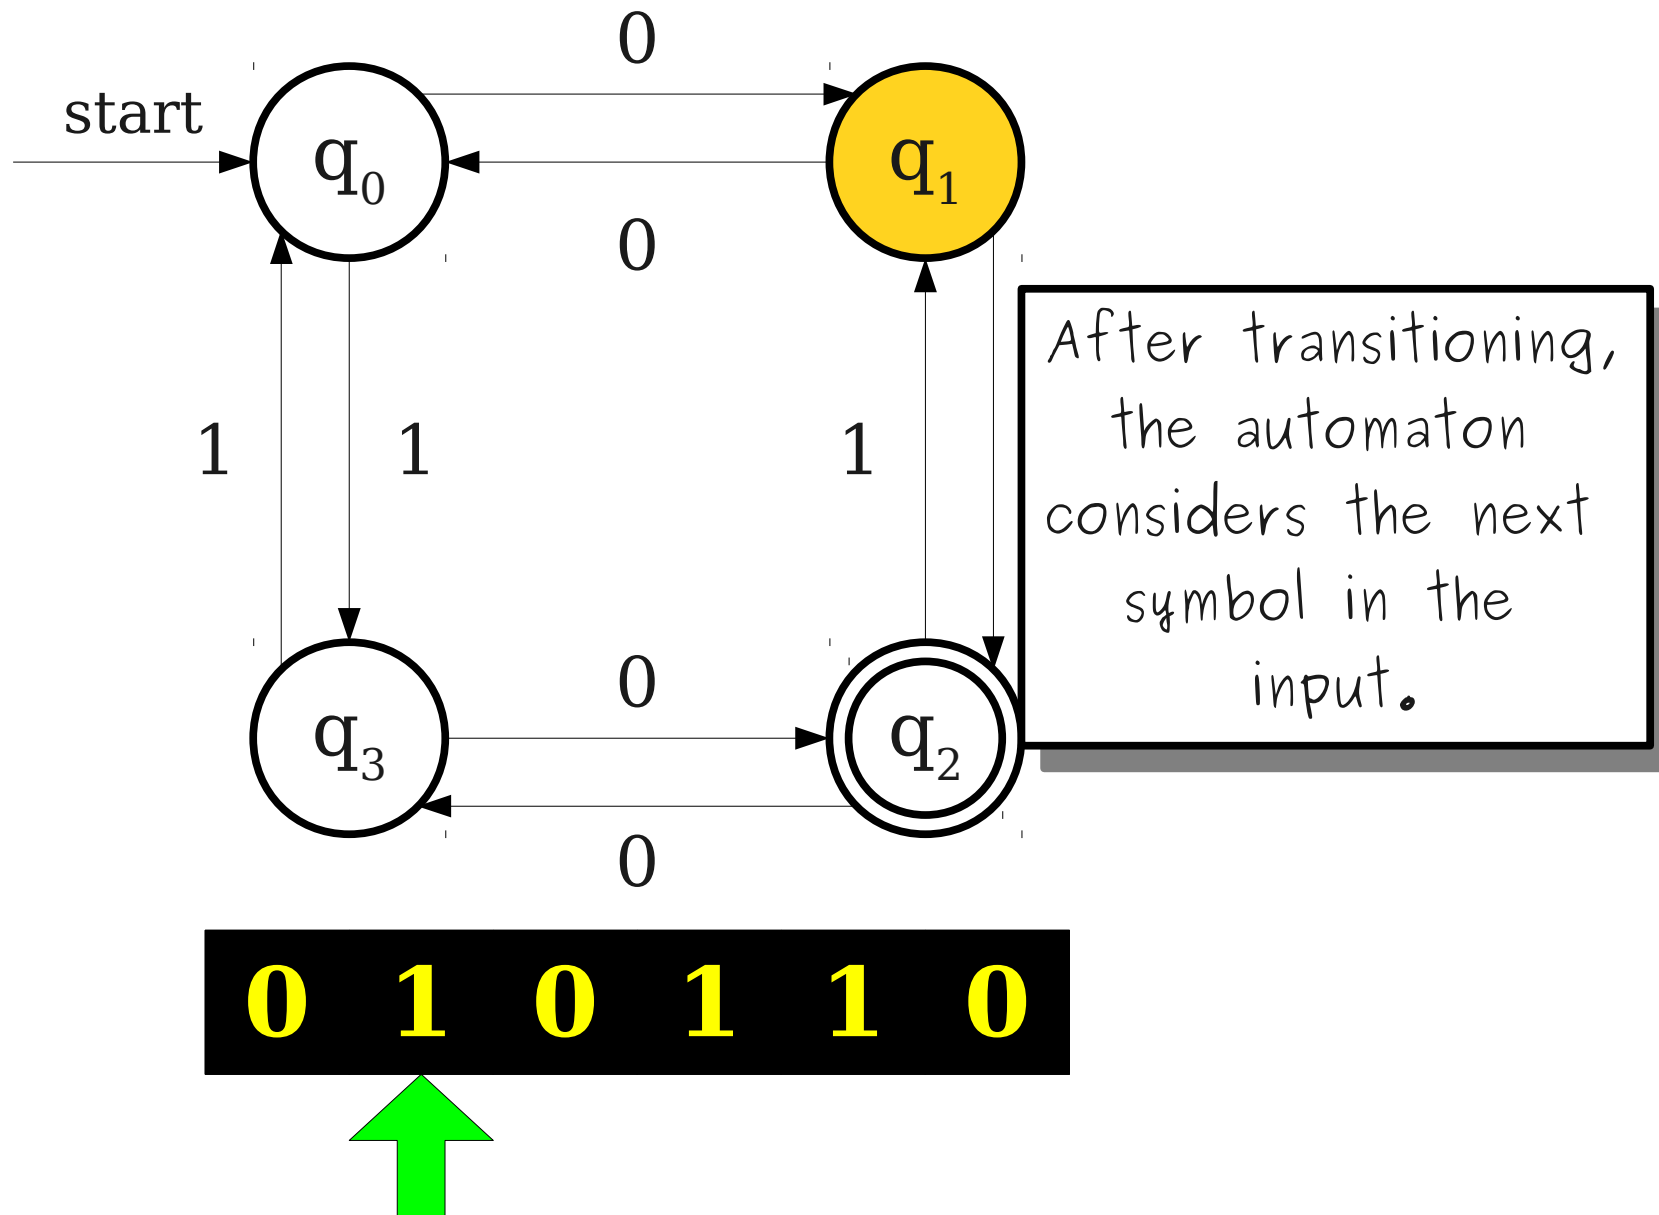 0
start
q0
q1
0
After transitioning,
the automaton
considers the next
symbol in the
input.
1
1
1
0
q3
q2
0
0 1 0 1 1 0